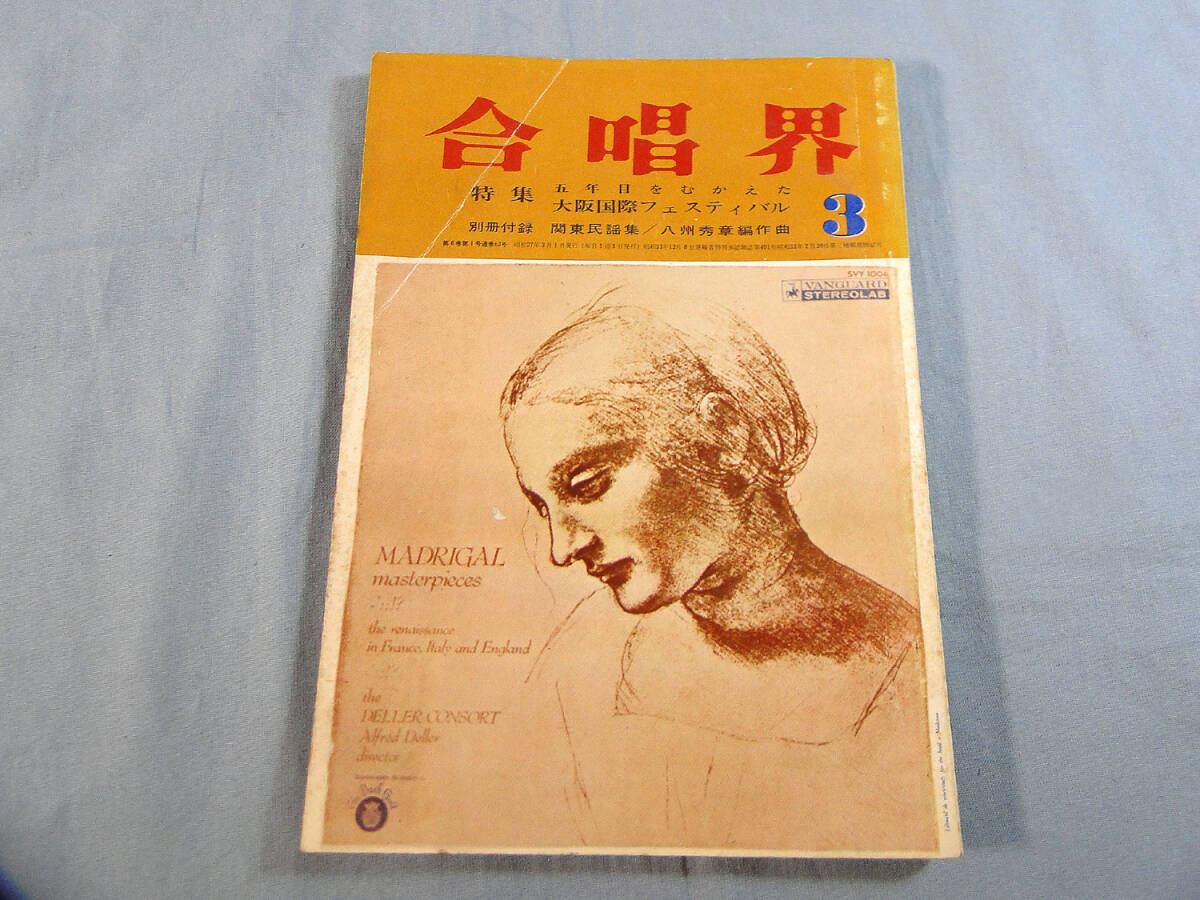 合唱界
特集 五年目をむかえた
大阪国際フェスティバル
3
別冊付録 関東民謡集/八州秀章編作曲
SVY 1004
VANGUARD
STEREOLAB
MADRIGAL
masterpieces
the renaissance
in France, Italy and England
the
DELLER CONSORT
Alfred Deller
director